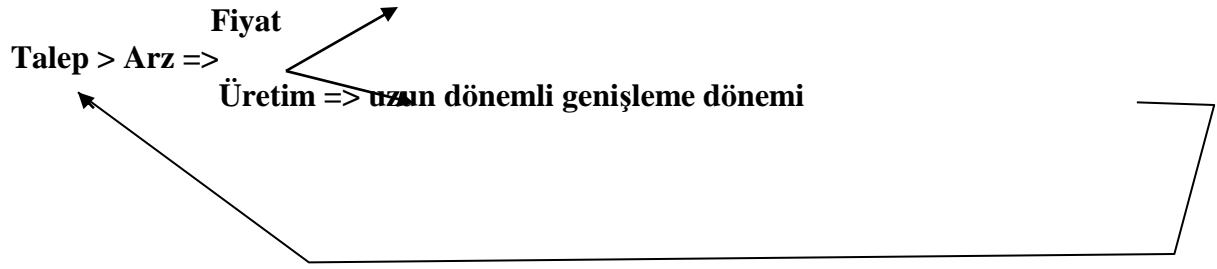 Fiyat
Talep > Arz =>
Üretim => uzun dönemli genişleme dönemi